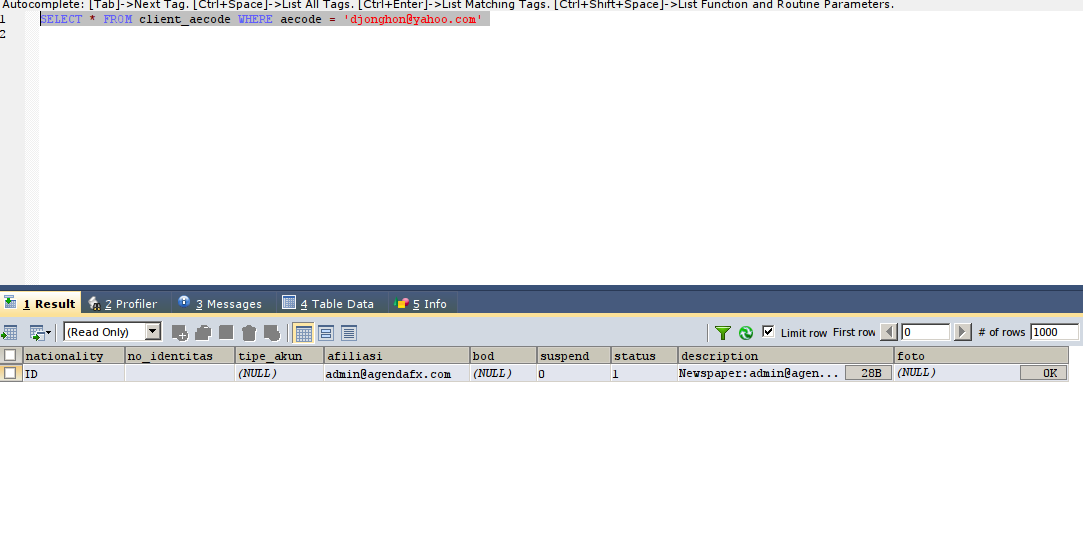 Autocomplete: [Tab]->Next Tag. [Ctrl+Space]->List All Tags. [Ctrl+Enter]->List Matching Tags. [Ctrl+Shift+Space]->List Function and Routine Parameters.
1 SELECT * FROM client_aecode WHERE aecode = 'djonghon@yahoo.com'
2
1 Result 2 Profiler 3 Messages 4 Table Data 5 Info
(Read Only) Limit row First row 0 # of rows 1000
nationality no_identitas tipe_akun afiliasi bod suspend status description foto
ID (NULL) admin@agendafx.com (NULL) 0 1 Newspaper:admin@agen... 28B (NULL) 0K